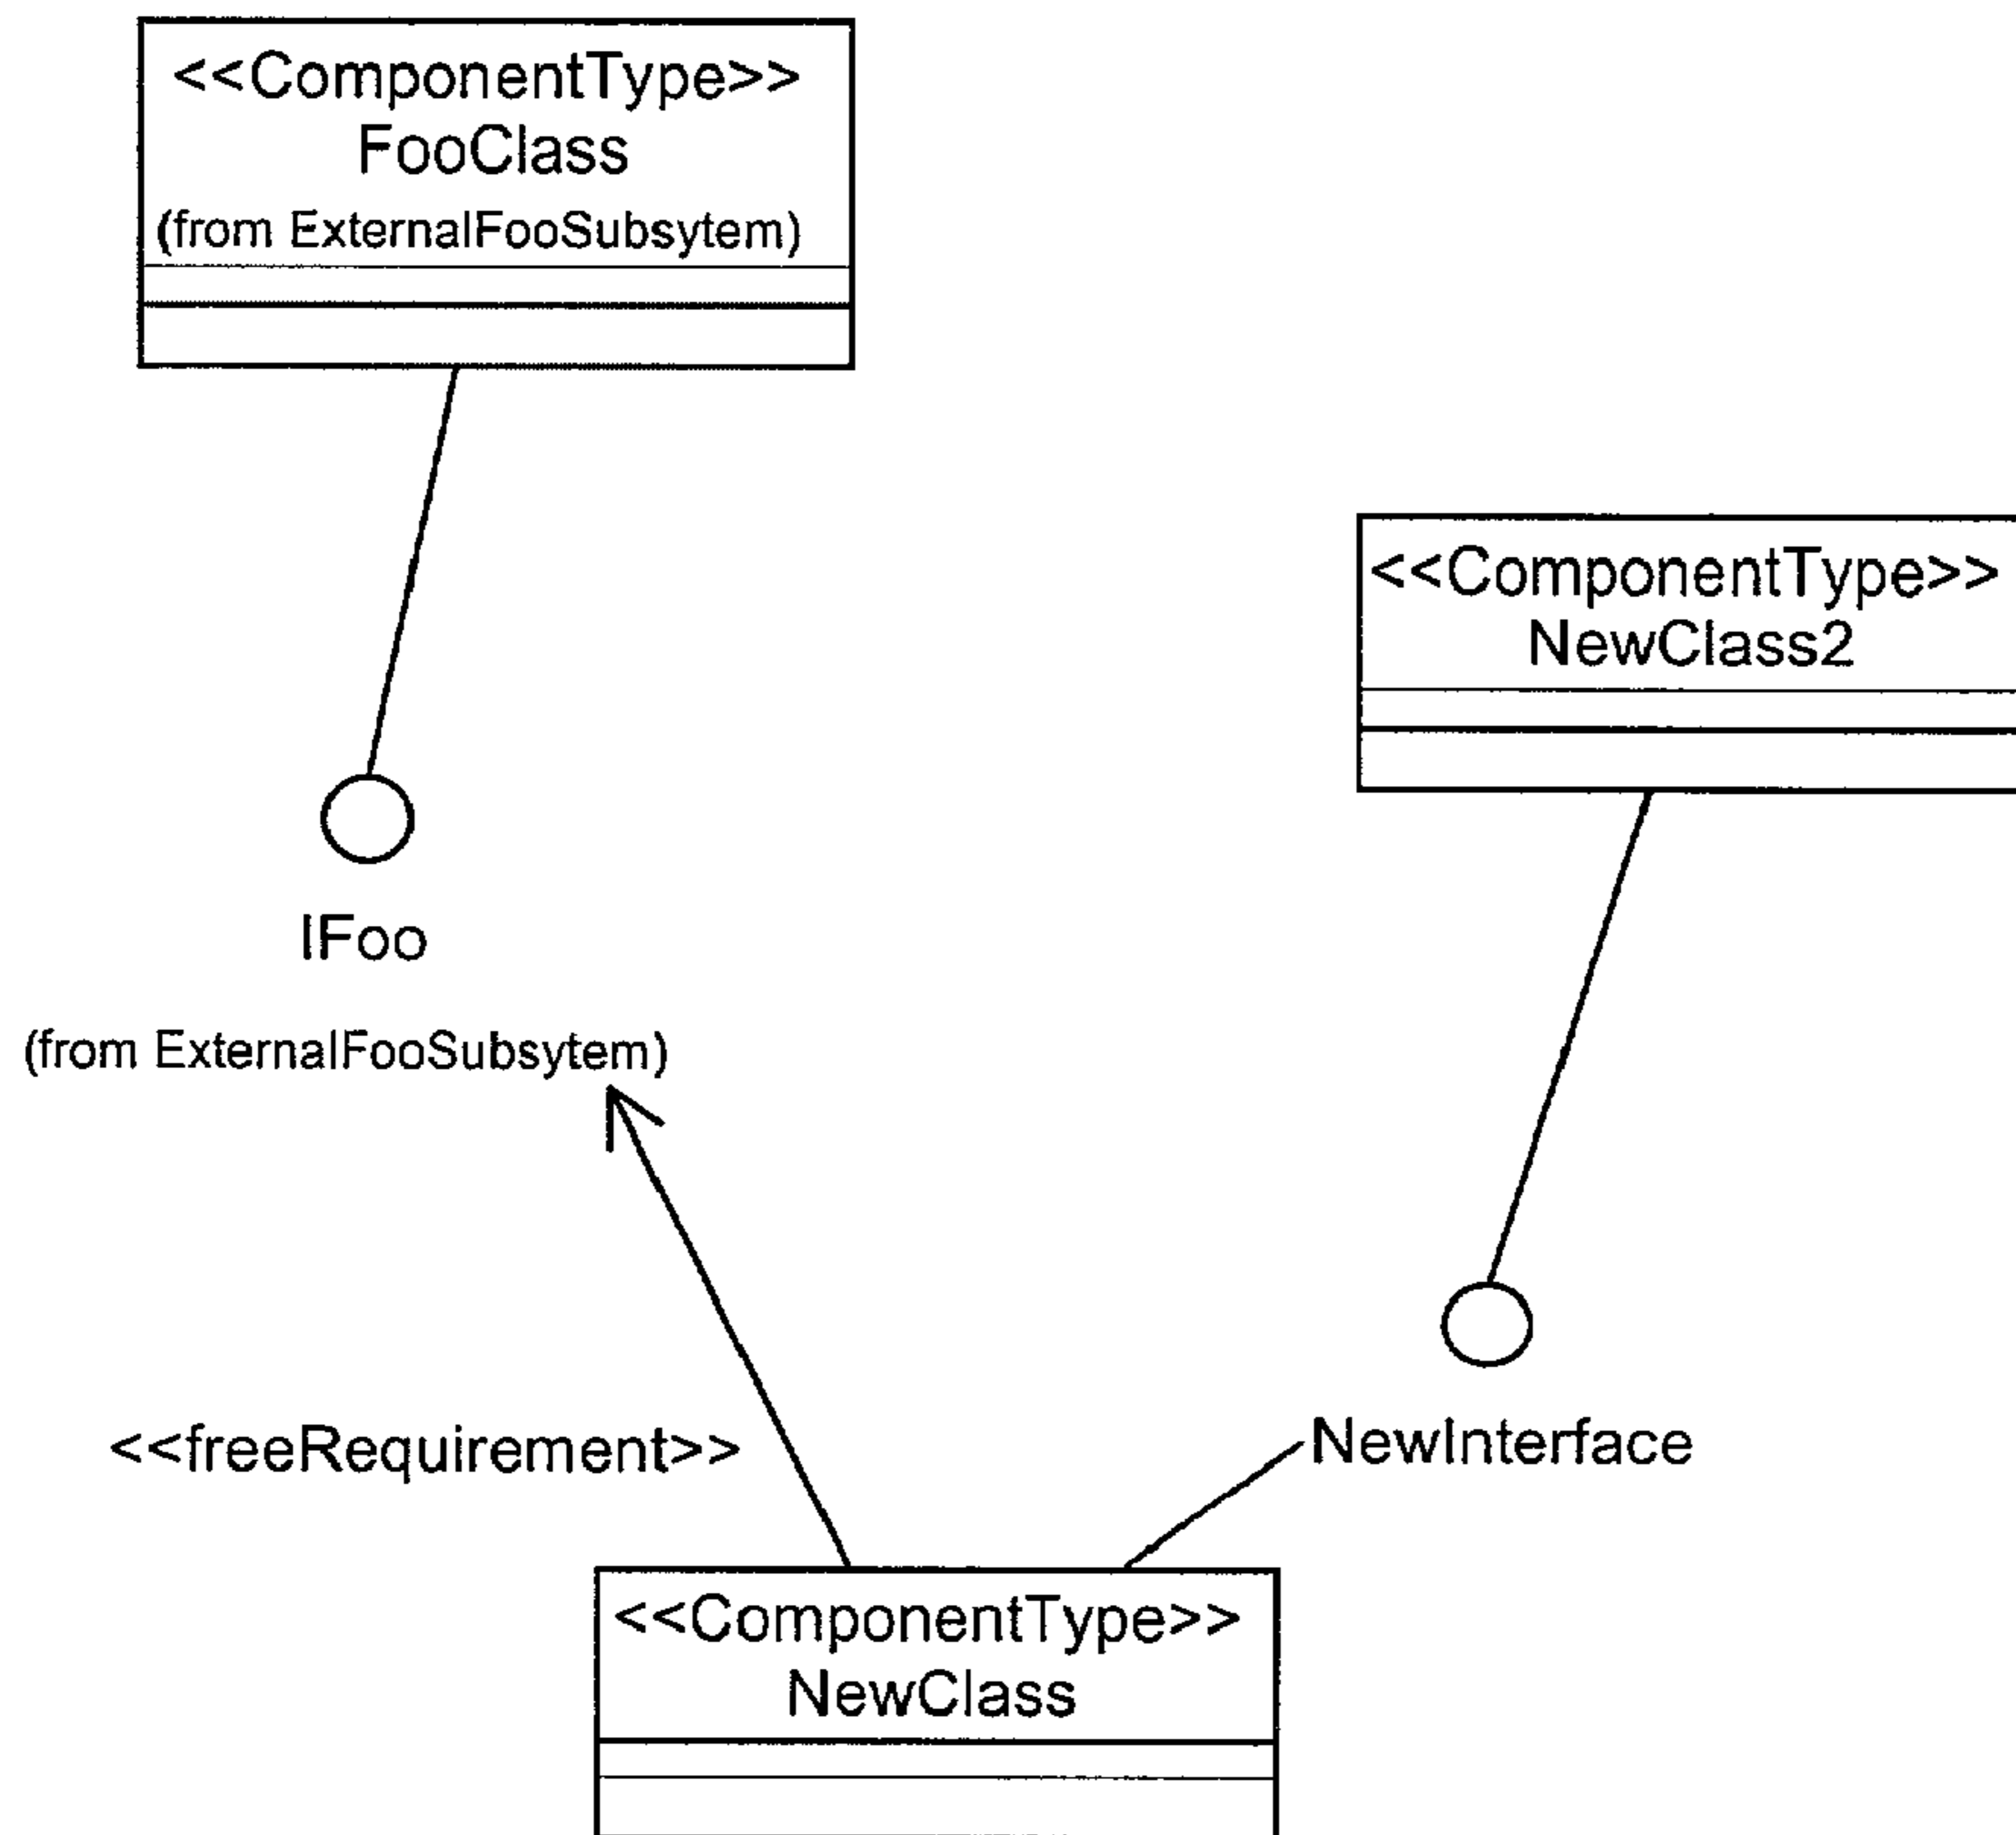 <<ComponentType>>
FooClass
(from ExternalFooSubsytem)
<<ComponentType>>
NewClass2
IFoo
(from ExternalFooSubsytem)
<<freeRequirement>>
NewInterface
<<ComponentType>>
NewClass